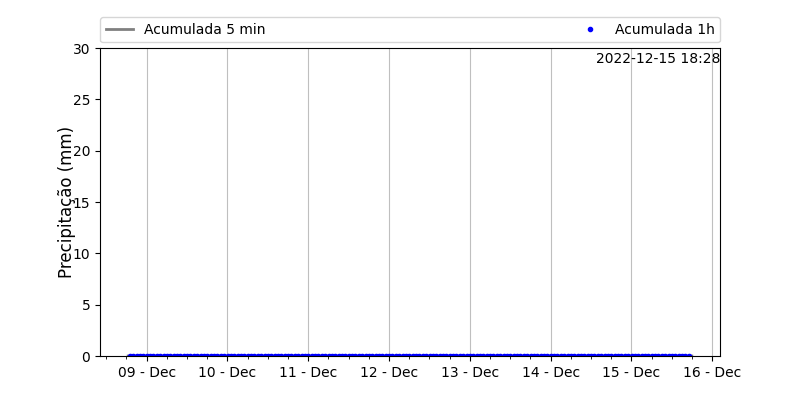 Acumulada 5 min
Acumulada 1h
2022-12-15 18:28
Precipitação (mm)
30
25
20
15
10
5
0
09 - Dec
10 - Dec
11 - Dec
12 - Dec
13 - Dec
14 - Dec
15 - Dec
16 - Dec